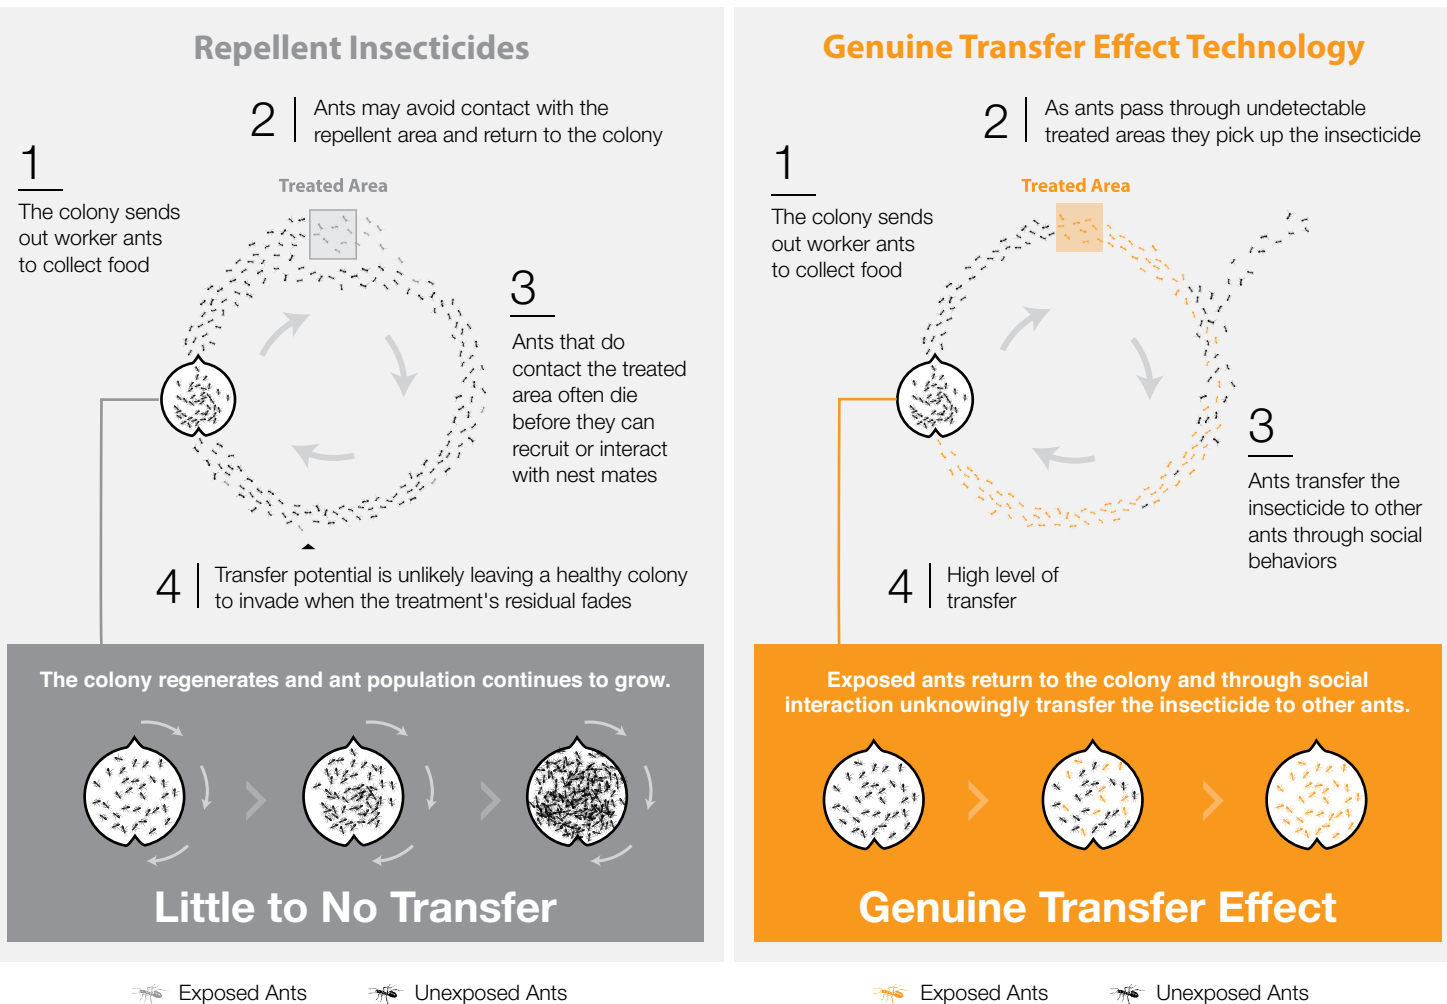 Repellent Insecticides
1
The colony sends
out worker ants
to collect food
2
Ants may avoid contact with the
repellent area and return to the colony
Treated Area
3
Ants that do
contact the treated
area often die
before they can
recruit or interact
with nest mates
4
Transfer potential is unlikely leaving a healthy colony
to invade when the treatment's residual fades
The colony regenerates and ant population continues to grow.
Little to No Transfer
Exposed Ants
Unexposed Ants
Genuine Transfer Effect Technology
1
The colony sends
out worker ants
to collect food
2
As ants pass through undetectable
treated areas they pick up the insecticide
Treated Area
3
Ants transfer the
insecticide to other
ants through social
behaviors
4
High level of
transfer
Exposed ants return to the colony and through social
interaction unknowingly transfer the insecticide to other ants.
Genuine Transfer Effect
Exposed Ants
Unexposed Ants